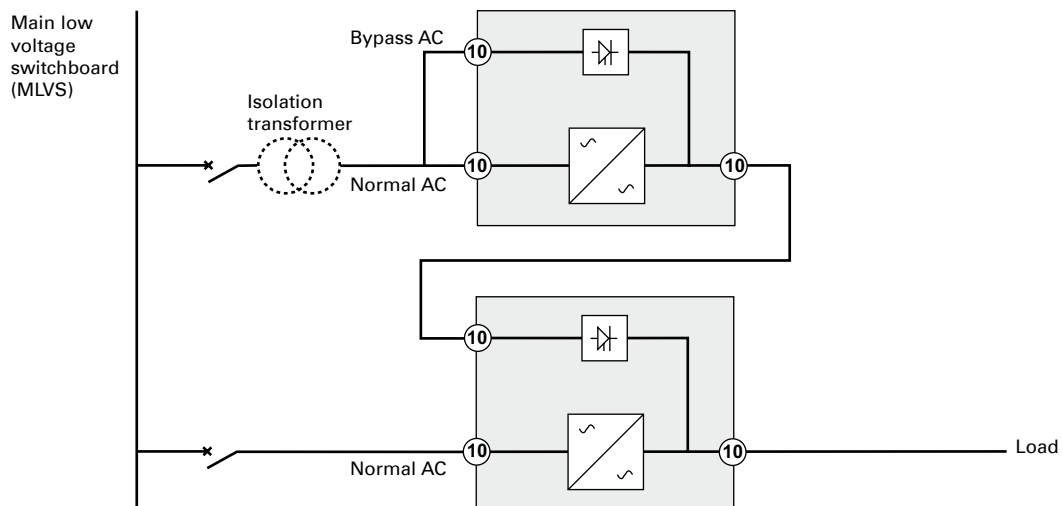 Main low
voltage
switchboard
(MLVS)
Bypass AC
10
Isolation
transformer
10
10
Normal AC
10
10
10
Normal AC
Load